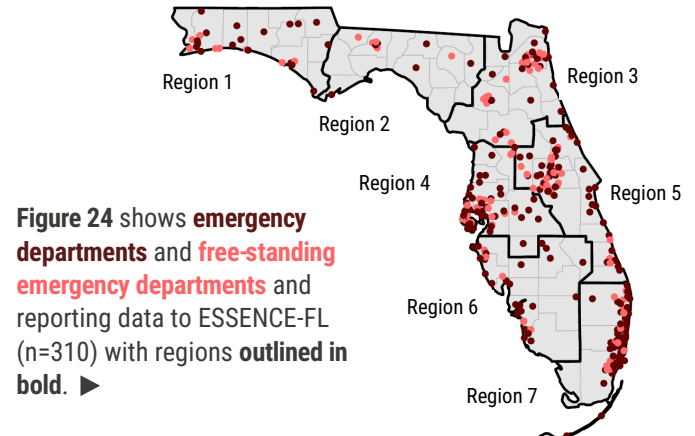 Region 1
Region 2
Region 3
Region 4
Region 5
Figure 24 shows emergency
departments and free-standing
emergency departments and
reporting data to ESSENCE-FL
(n=310) with regions outlined in
bold. ►
Region 6
Region 7